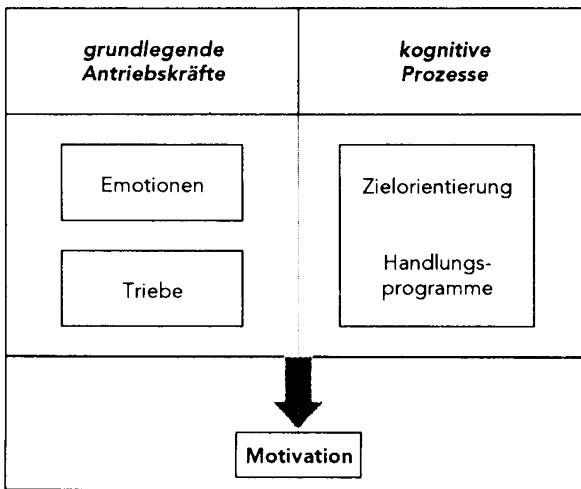 grundlegende
Antriebskräfte
kognitive
Prozesse
Emotionen
Triebe
Zielorientierung
Handlungs-
programme
Motivation